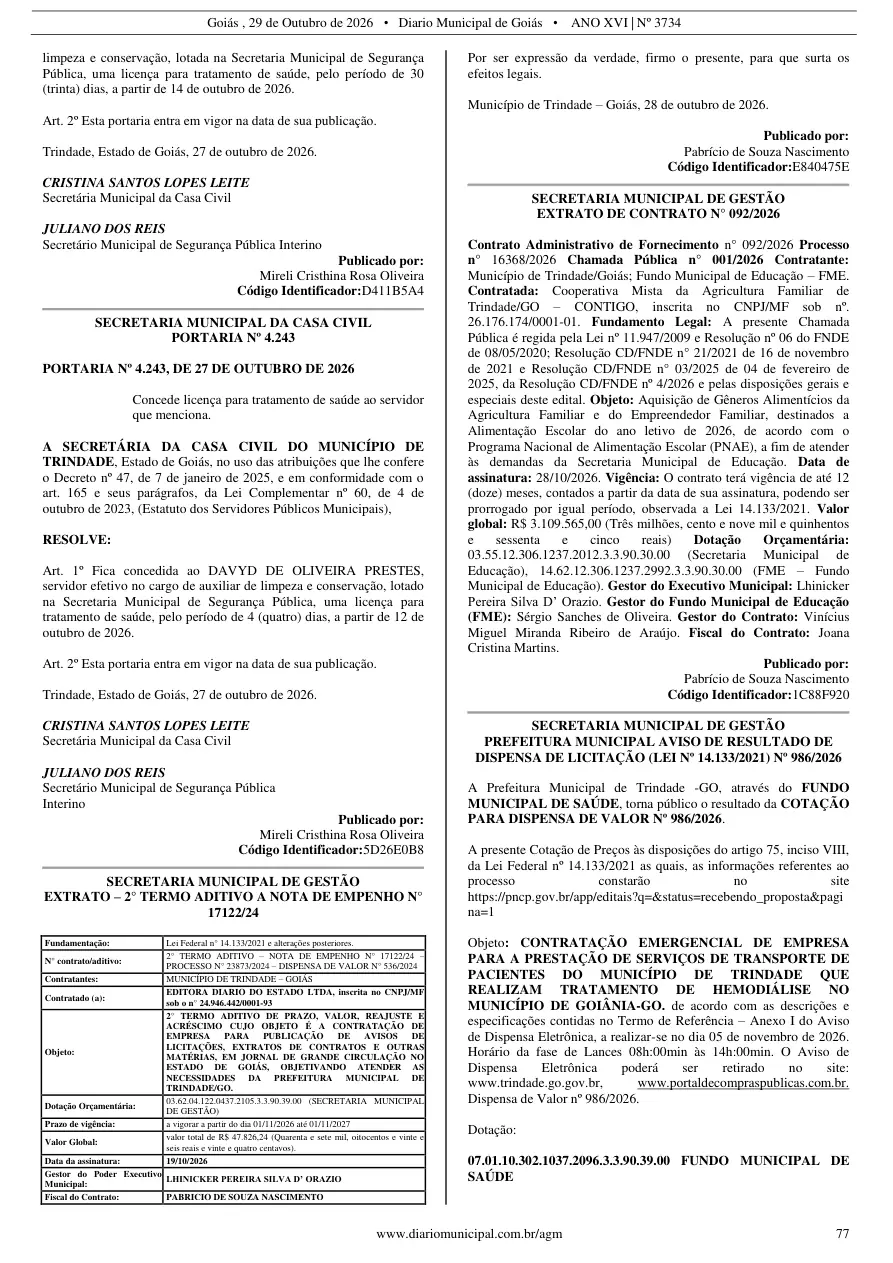 Goiás , 29 de Outubro de 2026 • Diario Municipal de Goiás • ANO XVI | Nº 3734
limpeza e conservação, lotada na Secretaria Municipal de Segurança
Pública, uma licença para tratamento de saúde, pelo período de 30
(trinta) dias, a partir de 14 de outubro de 2026.
Art. 2º Esta portaria entra em vigor na data de sua publicação.
Trindade, Estado de Goiás, 27 de outubro de 2026.
CRISTINA SANTOS LOPES LEITE
Secretária Municipal da Casa Civil
JULIANO DOS REIS
Secretário Municipal de Segurança Pública Interino
Publicado por:
Mireli Cristhina Rosa Oliveira
Código Identificador:D411B5A4
SECRETARIA MUNICIPAL DA CASA CIVIL
PORTARIA Nº 4.243
PORTARIA Nº 4.243, DE 27 DE OUTUBRO DE 2026
Concede licença para tratamento de saúde ao servidor
que menciona.
A SECRETÁRIA DA CASA CIVIL DO MUNICÍPIO DE
TRINDADE, Estado de Goiás, no uso das atribuições que lhe confere
o Decreto nº 47, de 7 de janeiro de 2025, e em conformidade com o
art. 165 e seus parágrafos, da Lei Complementar nº 60, de 4 de
outubro de 2023, (Estatuto dos Servidores Públicos Municipais),
RESOLVE:
Art. 1º Fica concedida ao DAVYD DE OLIVEIRA PRESTES,
servidor efetivo no cargo de auxiliar de limpeza e conservação, lotado
na Secretaria Municipal de Segurança Pública, uma licença para
tratamento de saúde, pelo período de 4 (quatro) dias, a partir de 12 de
outubro de 2026.
Art. 2º Esta portaria entra em vigor na data de sua publicação.
Trindade, Estado de Goiás, 27 de outubro de 2026.
CRISTINA SANTOS LOPES LEITE
Secretária Municipal da Casa Civil
JULIANO DOS REIS
Secretário Municipal de Segurança Pública
Interino
Publicado por:
Mireli Cristhina Rosa Oliveira
Código Identificador:5D26E0B8
SECRETARIA MUNICIPAL DE GESTÃO
EXTRATO – 2° TERMO ADITIVO A NOTA DE EMPENHO N°
17122/24
Fundamentação: Lei Federal n° 14.133/2021 e alterações posteriores.
N° contrato/aditivo: 2° TERMO ADITIVO – NOTA DE EMPENHO N° 17122/24 –
PROCESSO N° 23873/2024 – DISPENSA DE VALOR N° 536/2024
Contratantes: MUNICÍPIO DE TRINDADE – GOIÁS
Contratado (a): EDITORA DIARIO DO ESTADO LTDA, inscrita no CNPJ/MF
sob o n° 24.946.442/0001-93
Objeto: 2° TERMO ADITIVO DE PRAZO, VALOR, REAJUSTE E
ACRÉSCIMO CUJO OBJETO É A CONTRATAÇÃO DE
EMPRESA PARA PUBLICAÇÃO DE AVISOS DE
LICITAÇÕES, EXTRATOS DE CONTRATOS E OUTRAS
MATÉRIAS, EM JORNAL DE GRANDE CIRCULAÇÃO NO
ESTADO DE GOIÁS, OBJETIVANDO ATENDER AS
NECESSIDADES DA PREFEITURA MUNICIPAL DE
TRINDADE/GO.
Dotação Orçamentária: 03.62.04.122.0437.2105.3.3.90.39.00 (SECRETARIA MUNICIPAL
DE GESTÃO)
Prazo de vigência: a vigorar a partir do dia 01/11/2026 até 01/11/2027
Valor Global: valor total de R$ 47.826,24 (Quarenta e sete mil, oitocentos e vinte e
seis reais e vinte e quatro centavos).
Data da assinatura: 19/10/2026
Gestor do Poder Executivo
Municipal: LHINICKER PEREIRA SILVA D’ ORAZIO
Fiscal do Contrato: PABRICIO DE SOUZA NASCIMENTO
Por ser expressão da verdade, firmo o presente, para que surta os
efeitos legais.
Município de Trindade – Goiás, 28 de outubro de 2026.
Publicado por:
Pabrício de Souza Nascimento
Código Identificador:E840475E
SECRETARIA MUNICIPAL DE GESTÃO
EXTRATO DE CONTRATO N° 092/2026
Contrato Administrativo de Fornecimento n° 092/2026 Processo
n° 16368/2026 Chamada Pública n° 001/2026 Contratante:
Município de Trindade/Goiás; Fundo Municipal de Educação – FME.
Contratada: Cooperativa Mista da Agricultura Familiar de
Trindade/GO – CONTIGO, inscrita no CNPJ/MF sob nº.
26.176.174/0001-01. Fundamento Legal: A presente Chamada
Pública é regida pela Lei n° 11.947/2009 e Resolução nº 06 do FNDE
de 08/05/2020; Resolução CD/FNDE n° 21/2021 de 16 de novembro
de 2021 e Resolução CD/FNDE n° 03/2025 de 04 de fevereiro de
2025, da Resolução CD/FNDE nº 4/2026 e pelas disposições gerais e
especiais deste edital. Objeto: Aquisição de Gêneros Alimentícios da
Agricultura Familiar e do Empreendedor Familiar, destinados a
Alimentação Escolar do ano letivo de 2026, de acordo com o
Programa Nacional de Alimentação Escolar (PNAE), a fim de atender
às demandas da Secretaria Municipal de Educação. Data de
assinatura: 28/10/2026. Vigência: O contrato terá vigência de até 12
(doze) meses, contados a partir da data de sua assinatura, podendo ser
prorrogado por igual período, observada a Lei 14.133/2021. Valor
global: R$ 3.109.565,00 (Três milhões, cento e nove mil e quinhentos
e sessenta e cinco reais) Dotação Orçamentária:
03.55.12.306.1237.2012.3.3.90.30.00 (Secretaria Municipal de
Educação), 14.62.12.306.1237.2992.3.3.90.30.00 (FME – Fundo
Municipal de Educação). Gestor do Executivo Municipal: Lhinicker
Pereira Silva D’ Orazio. Gestor do Fundo Municipal de Educação
(FME): Sérgio Sanches de Oliveira. Gestor do Contrato: Vinícius
Miguel Miranda Ribeiro de Araújo. Fiscal do Contrato: Joana
Cristina Martins.
Publicado por:
Pabrício de Souza Nascimento
Código Identificador:1C88F920
SECRETARIA MUNICIPAL DE GESTÃO
PREFEITURA MUNICIPAL AVISO DE RESULTADO DE
DISPENSA DE LICITAÇÃO (LEI Nº 14.133/2021) Nº 986/2026
A Prefeitura Municipal de Trindade -GO, através do FUNDO
MUNICIPAL DE SAÚDE, torna público o resultado da COTAÇÃO
PARA DISPENSA DE VALOR Nº 986/2026.
A presente Cotação de Preços às disposições do artigo 75, inciso VIII,
da Lei Federal nº 14.133/2021 as quais, as informações referentes ao
processo constarão no site
https://pncp.gov.br/app/editais?q=&status=recebendo_proposta&pagi
na=1
Objeto: CONTRATAÇÃO EMERGENCIAL DE EMPRESA
PARA A PRESTAÇÃO DE SERVIÇOS DE TRANSPORTE DE
PACIENTES DO MUNICÍPIO DE TRINDADE QUE
REALIZAM TRATAMENTO DE HEMODIÁLISE NO
MUNICÍPIO DE GOIÂNIA-GO. de acordo com as descrições e
especificações contidas no Termo de Referência – Anexo I do Aviso
de Dispensa Eletrônica, a realizar-se no dia 05 de novembro de 2026.
Horário da fase de Lances 08h:00min às 14h:00min. O Aviso de
Dispensa Eletrônica poderá ser retirado no site:
www.trindade.go.gov.br, www.portaldecompraspublicas.com.br.
Dispensa de Valor nº 986/2026.
Dotação:
07.01.10.302.1037.2096.3.3.90.39.00 FUNDO MUNICIPAL DE
SAÚDE
www.diariomunicipal.com.br/agm 77